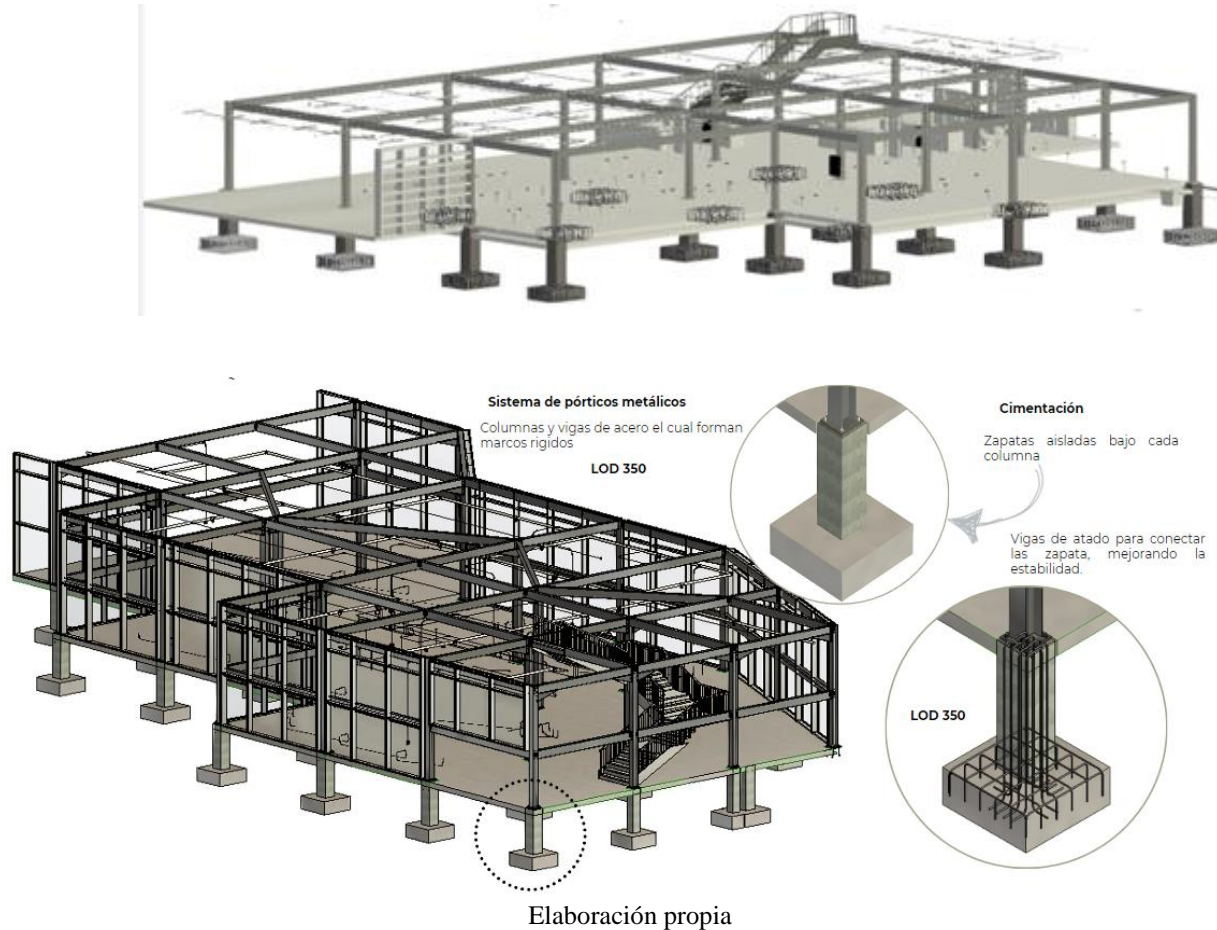 Sistema de pórticos metálicos
Columnas y vigas de acero el cual forman
marcos rigidos
LOD 350
Cimentación
Zapatas aisladas bajo cada
columna
Vigas de atado para conectar
las zapata, mejorando la
estabilidad.
LOD 350
Elaboración propia